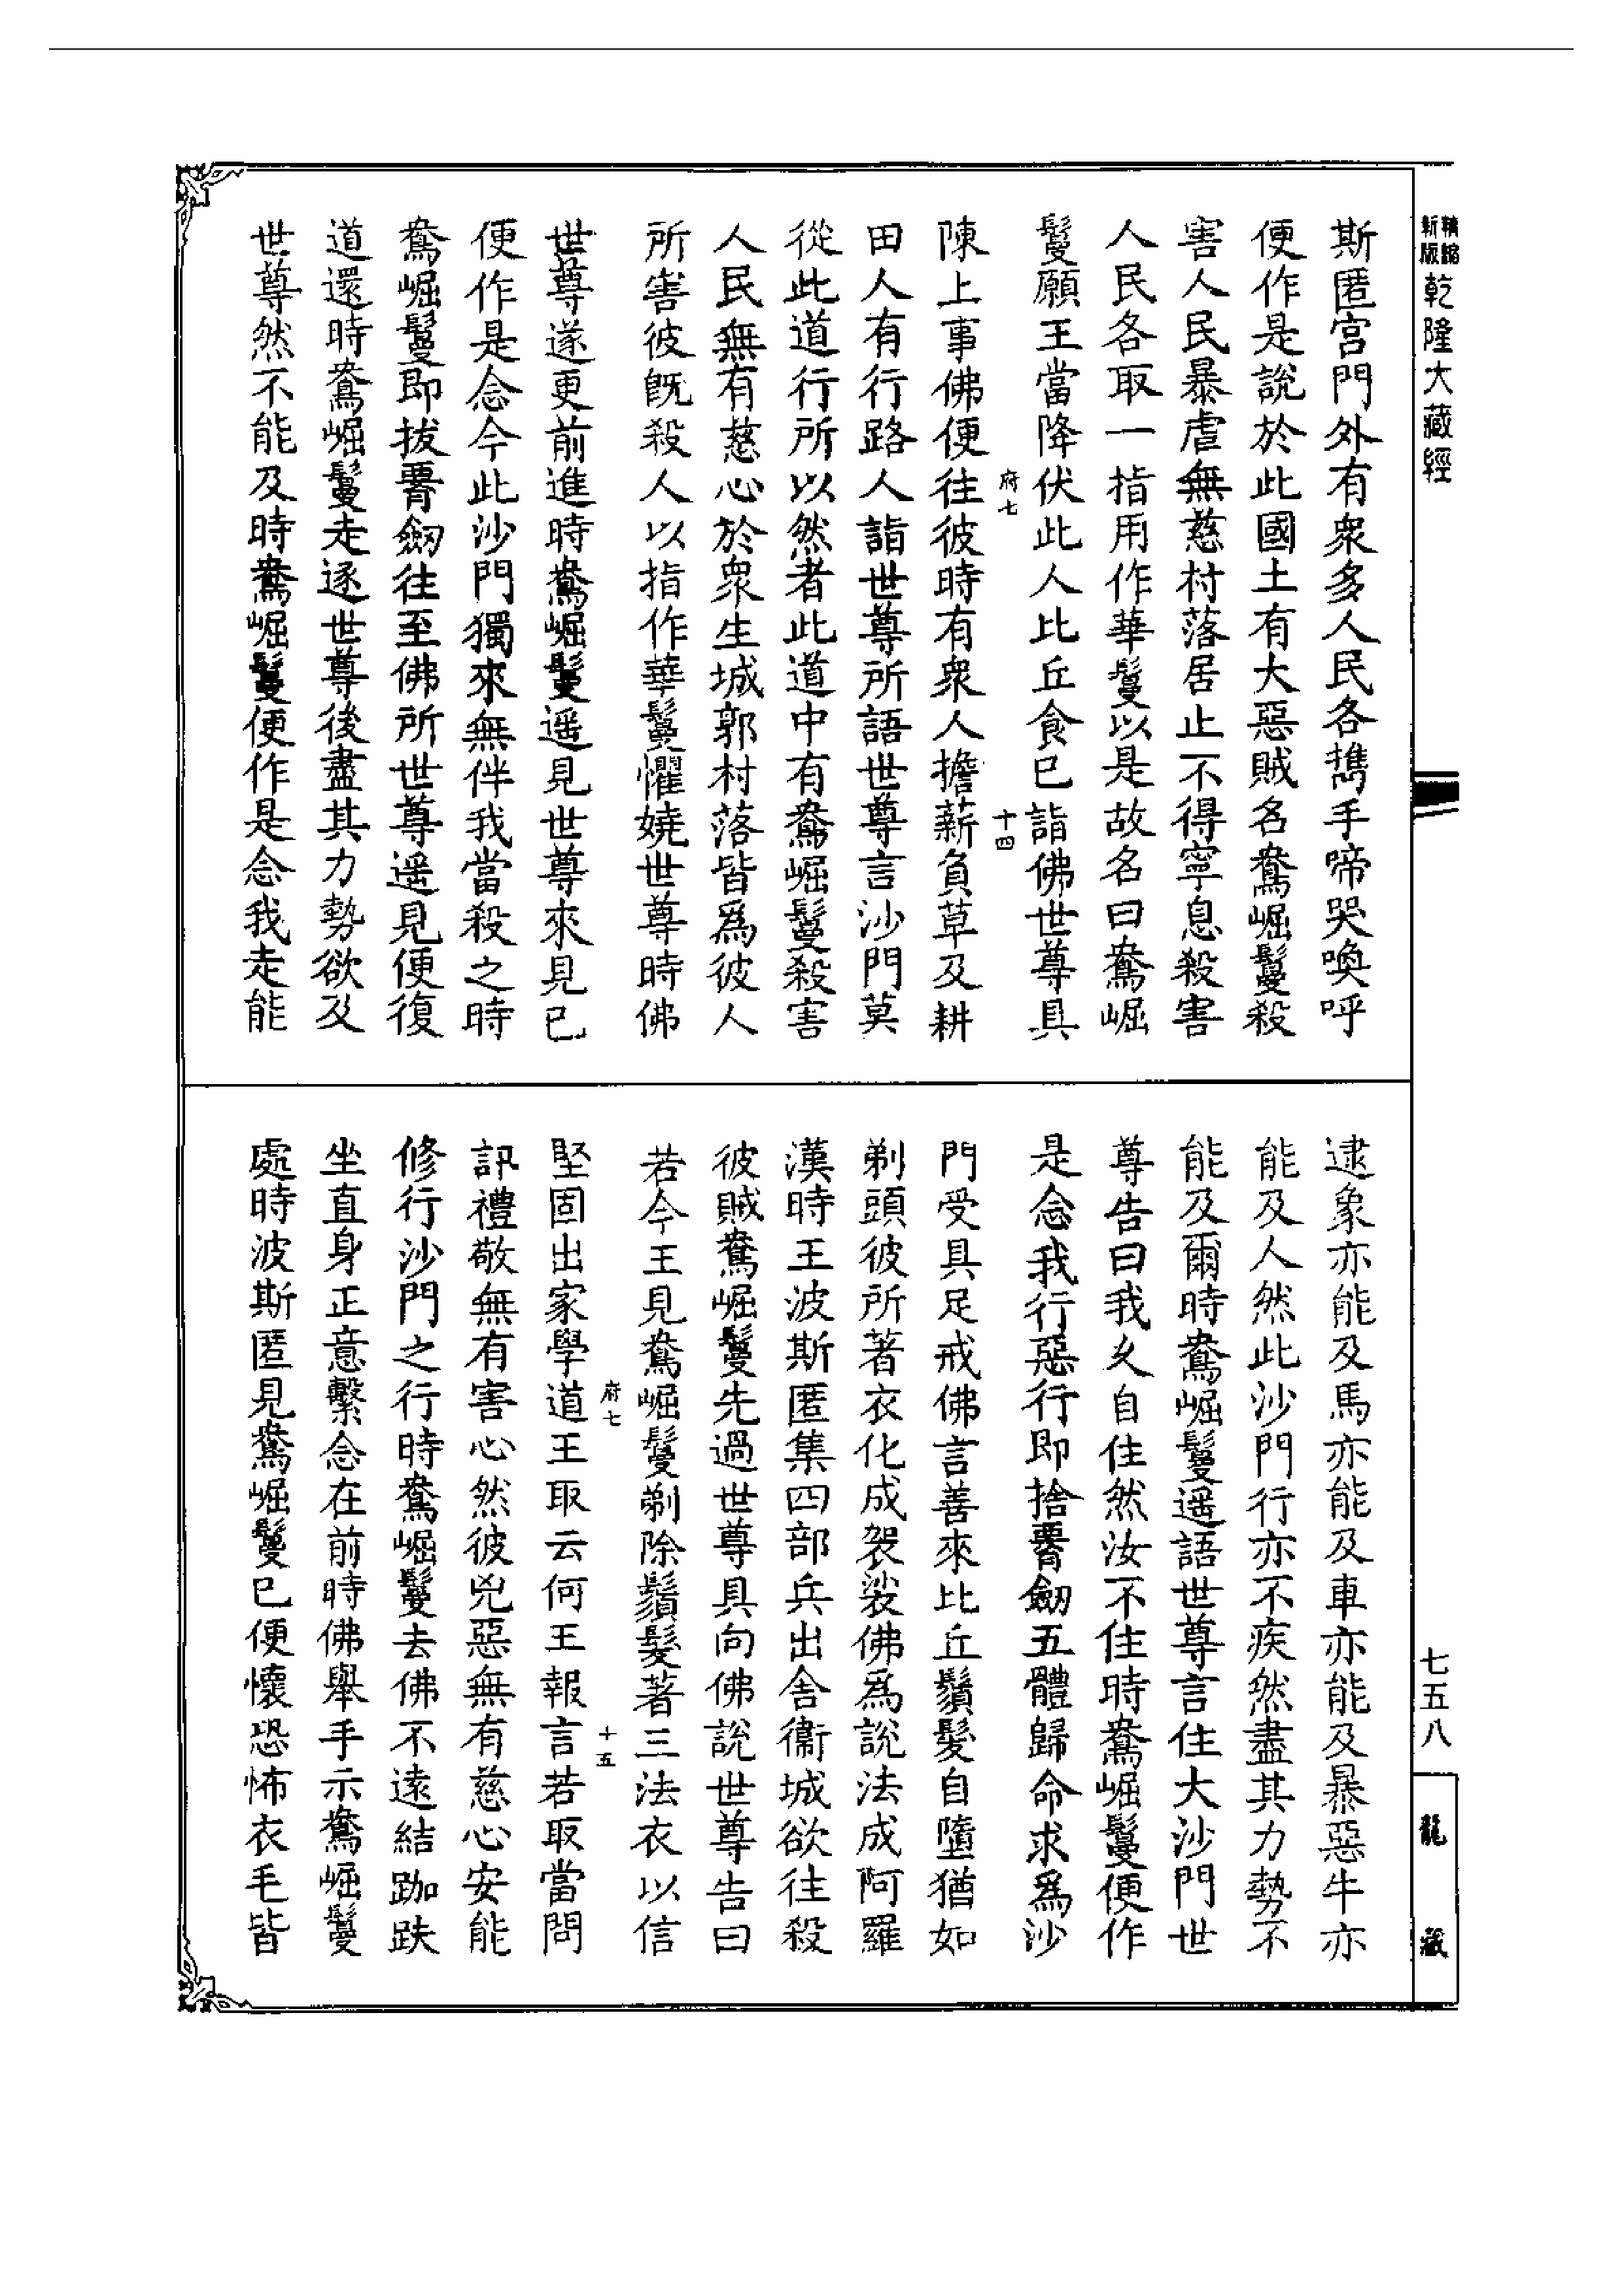 新版 精縮 乾隆大藏經
斯匿宮門外有衆多人民各擕手啼哭喚呼
便作是說於此國土有大惡賊名鴦崛鬘殺
害人民暴虐無慈村落居止不得寧息殺害
人民各取一指用作華鬘以是故名曰鴦崛
鬘願王當降伏此人比丘食已詣佛世尊具
府七
十四
陳上事佛便往彼時有衆人擔薪負草及耕
田人有行路人詣世尊所語世尊言沙門莫
從此道行所以然者此道中有鴦崛鬘殺害
人民無有慈心於衆生城郭村落皆爲彼人
所害彼旣殺人以指作華鬘懼嬈世尊時佛
世尊遂更前進時鴦崛鬘遥見世尊來見已
便作是念今此沙門獨來無伴我當殺之時
鴦崛鬘即拔䯒劒往至佛所世尊遥見便復
道還時鴦崛鬘走逐世尊後盡其力勢欲及
世尊然不能及時鴦崛鬘便作是念我走能
逮象亦能及馬亦能及車亦能及暴惡牛亦
能及人然此沙門行亦不疾然盡其力勢不
能及爾時鴦崛鬘遥語世尊言住大沙門世
尊告曰我乆自住然汝不住時鴦崛鬘便作
是念我行惡行即捨䯒劒五體歸命求爲沙
門受具足戒佛言善來比丘鬚髮自墮猶如
剃頭彼所著衣化成袈裟佛爲說法成阿羅
漢時王波斯匿集四部兵出舍衞城欲往殺
彼賊鴦崛鬘先過世尊具向佛說世尊告曰
若今王見鴦崛鬘剃除鬚髮著三法衣以信
府七
十五
堅固出家學道王取云何王報言若取當問
訊禮敬無有害心然彼兇惡無有慈心安能
修行沙門之行時鴦崛鬘去佛不逺結跏趺
坐直身正意繫念在前時佛舉手示鴦崛鬘
處時波斯匿見鴦崛鬘已便懷恐怖衣毛皆
七五八
龍藏